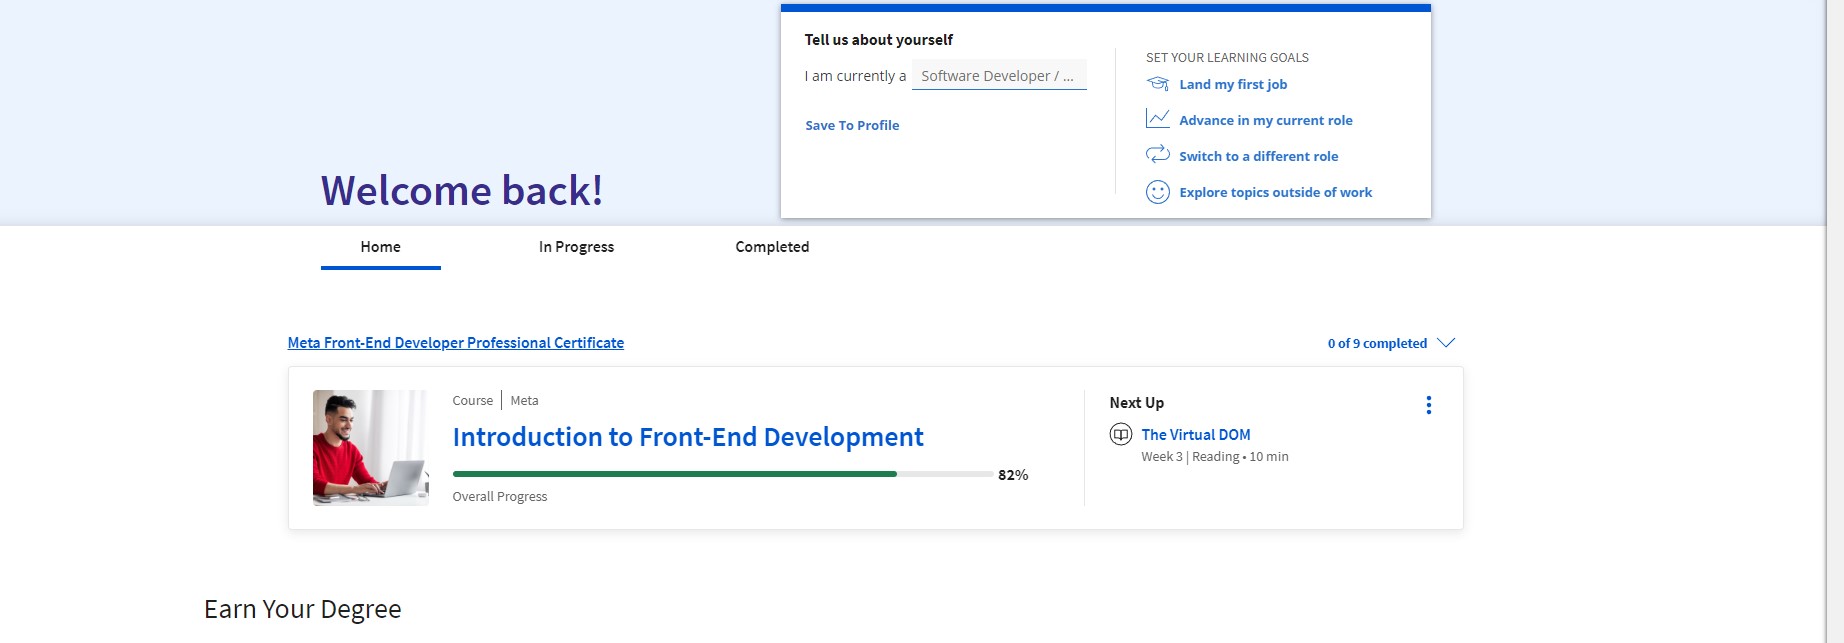 Tell us about yourself
I am currently a Software Developer / ...
Save To Profile
SET YOUR LEARNING GOALS
Land my first job
Advance in my current role
Switch to a different role
Explore topics outside of work
Welcome back!
Home
In Progress
Completed
Meta Front-End Developer Professional Certificate
0 of 9 completed
Course | Meta
Introduction to Front-End Development
82%
Overall Progress
Next Up
The Virtual DOM
Week 3 | Reading • 10 min
Earn Your Degree